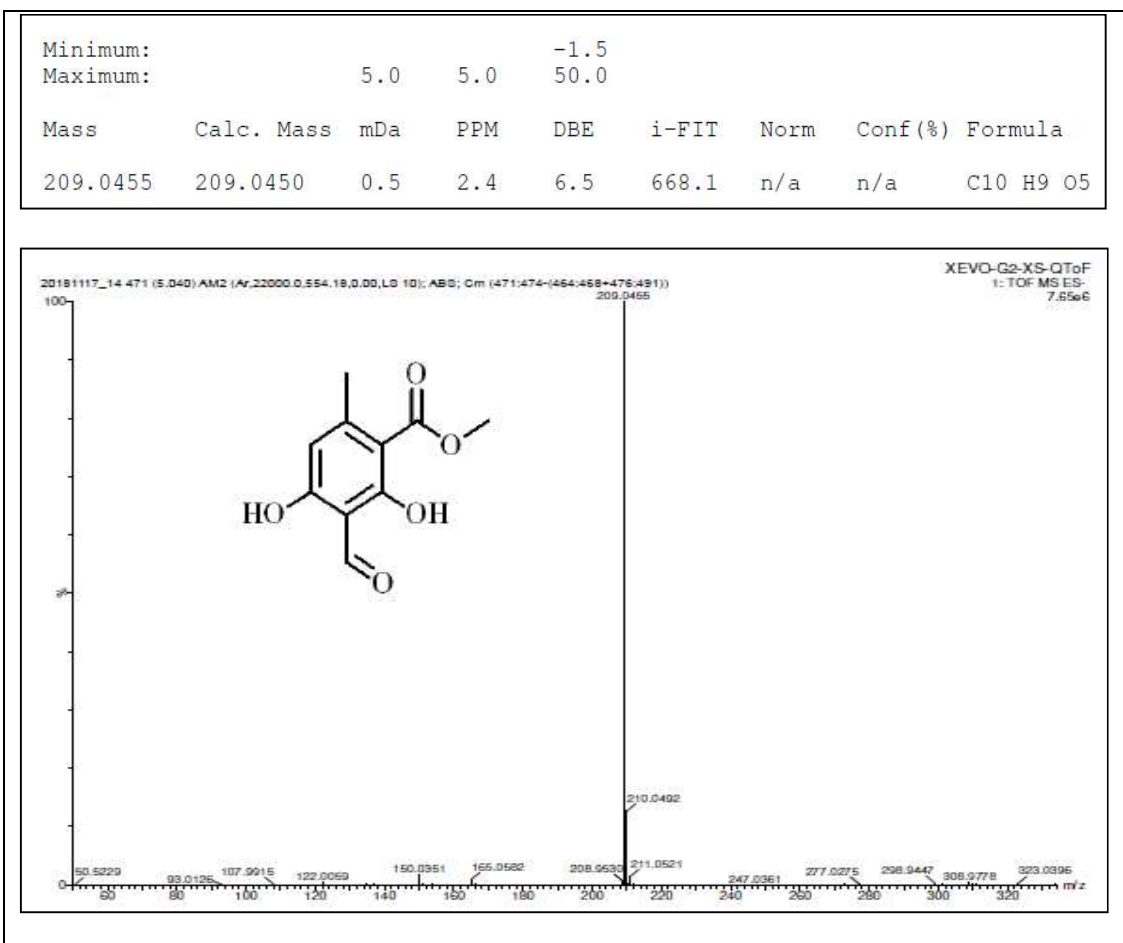 Minimum: -1.5
Maximum: 5.0 5.0 50.0
Mass Calc. Mass mDa PPM DBE i-FIT Norm Conf(%) Formula
209.0455 209.0450 0.5 2.4 6.5 668.1 n/a n/a C10 H9 O5
XEVO-G2-XS-QToF
20181117_14 471 (5.040) AM2 (Ar,22000.0,554.18,0.00,LS 10); ABS; Cm (471:474-(464:468+476:491))
1: TOF MS ES-
7.65e6
100
209.0455
O
O
HO
OH
O
%
210.0492
50.5229
93.0126
107.9915
122.0059
150.0351
165.0582
208.9530
211.0521
247.0361
277.0275
298.9447
308.9778
323.0396
0
m/z
60 80 100 120 140 160 180 200 220 240 260 280 300 320